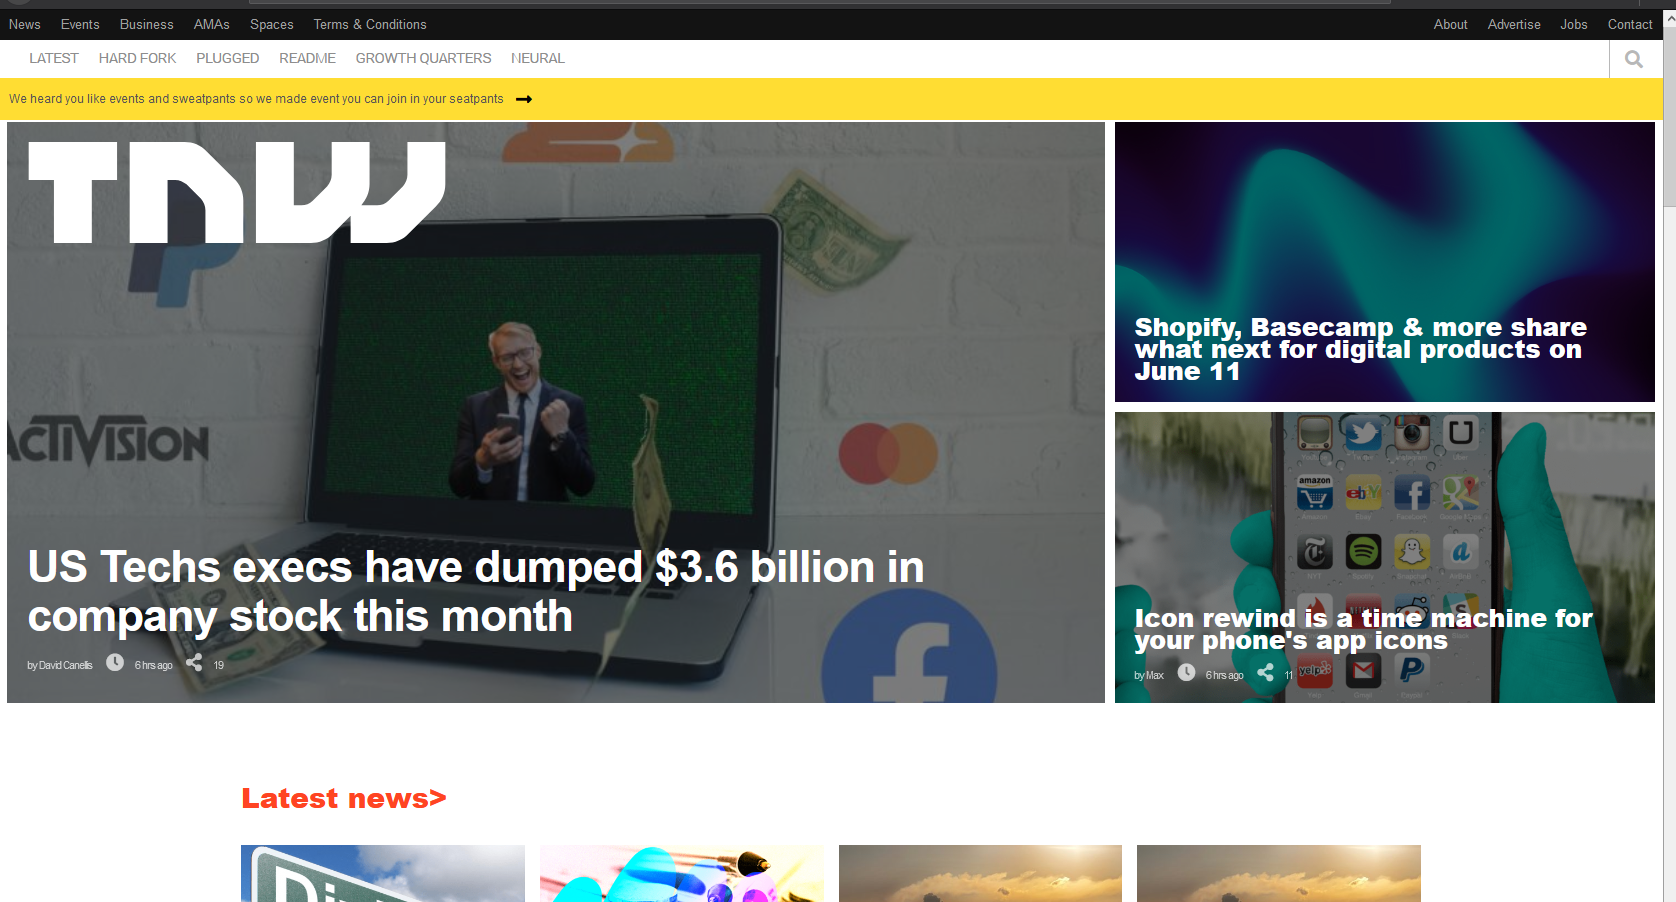 News Events Business AMAs Spaces Terms & Conditions About Advertise Jobs Contact
LATEST HARD FORK PLUGGED README GROWTH QUARTERS NEURAL
We heard you like events and sweatpants so we made event you can join in your seatpants
TNW
ACTIVISION
US Techs execs have dumped $3.6 billion in
company stock this month
by David Canellis 6 hrs ago 19
Shopify, Basecamp & more share
what next for digital products on
June 11
amazon
ebay
Icon rewind is a time machine for
your phone's app icons
yelp
by Max 6 hrs ago 11
Latest news>